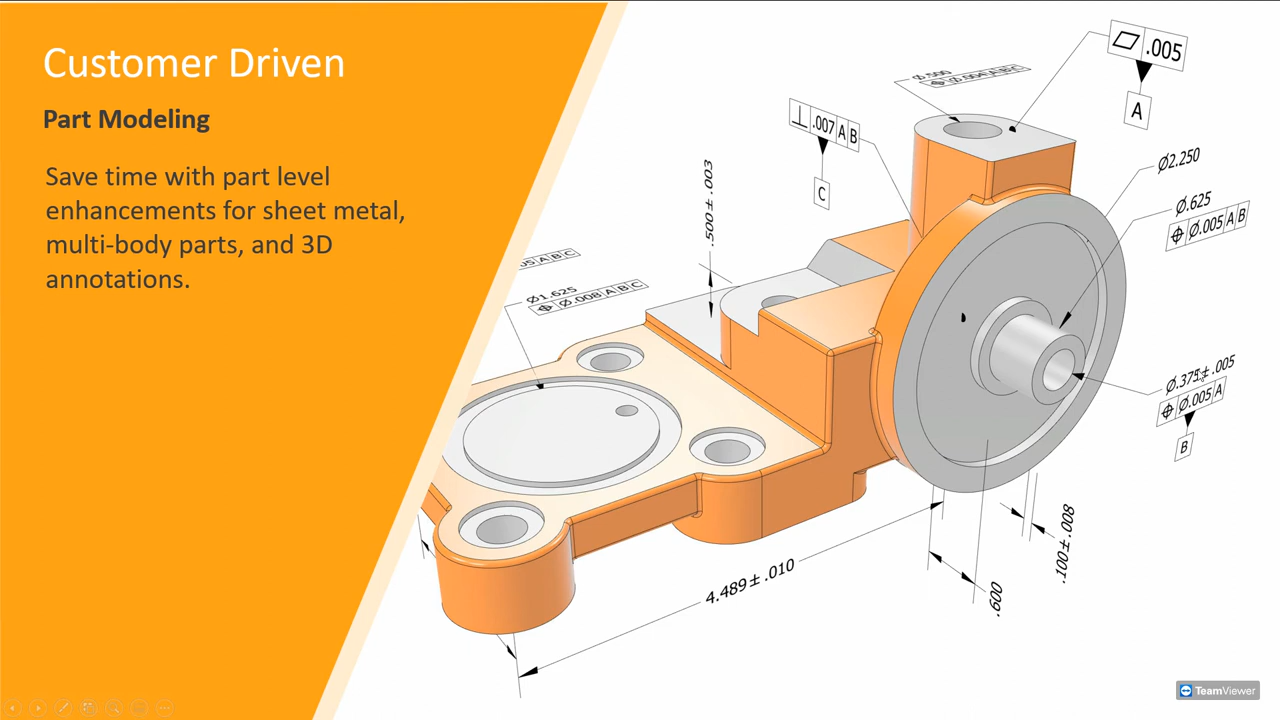 Customer Driven
Part Modeling
Save time with part level
enhancements for sheet metal,
multi-body parts, and 3D
annotations.
.005
A
Ø.500
⌖ Ø.004 A B C
⊥ .007 A B
C
Ø2.250
Ø.625
⌖ Ø.005 A B
.500±.003
A B C
Ø1.625
⌖ Ø.008 A B C
Ø.375±.005
⌖ Ø.005 A
B
4.489±.010
.600
.100±.008
TeamViewer